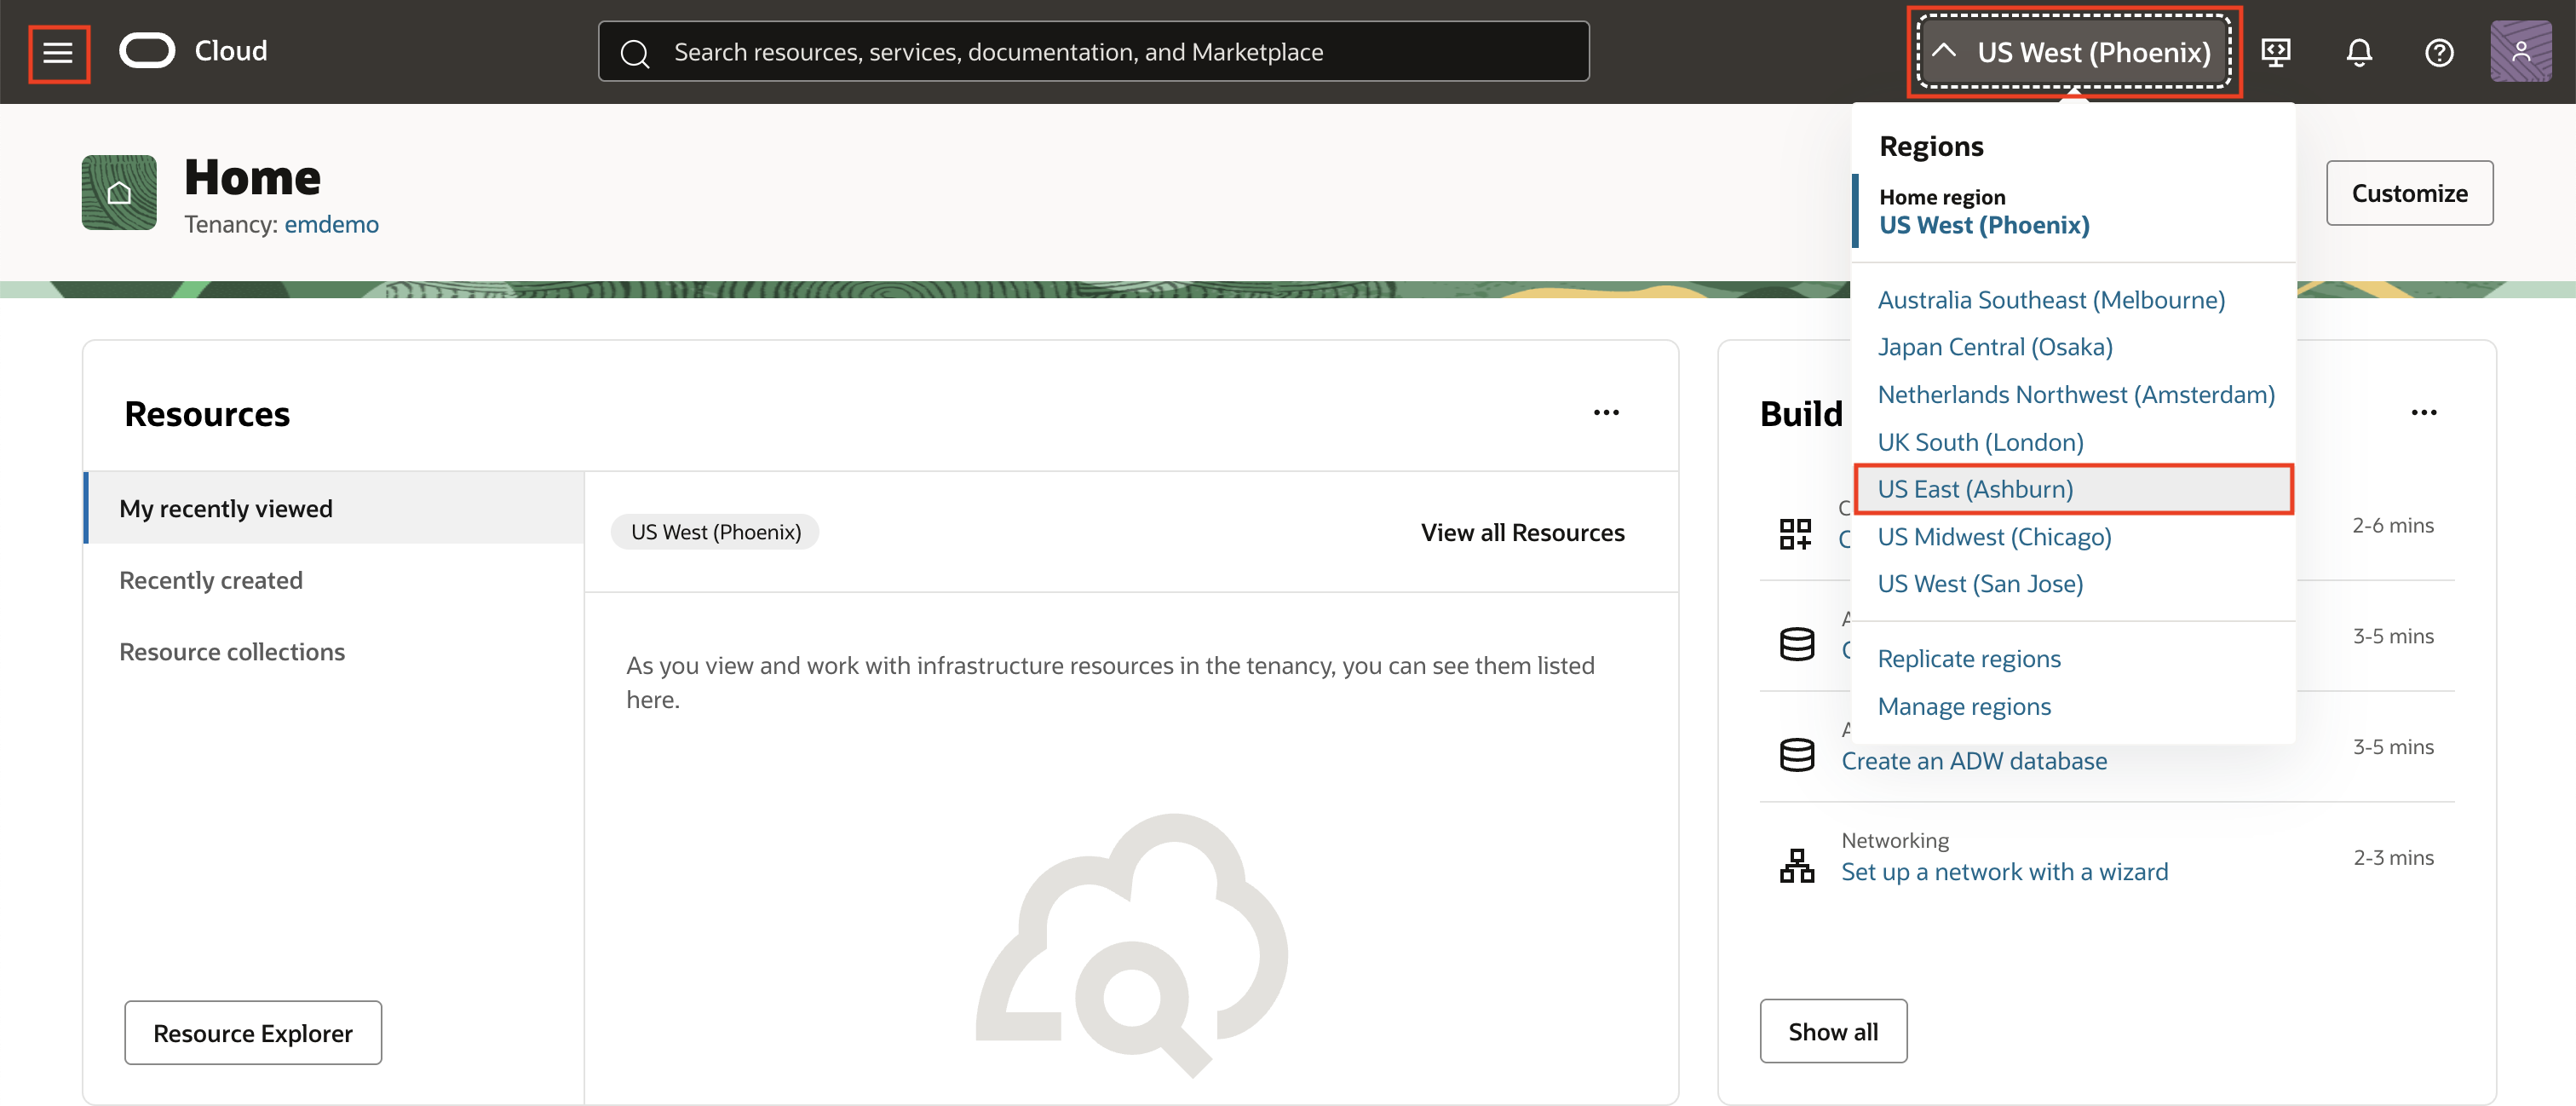 Cloud
Search resources, services, documentation, and Marketplace
US West (Phoenix)
Home
Tenancy: emdemo
Regions
Home region
US West (Phoenix)
Australia Southeast (Melbourne)
Japan Central (Osaka)
Netherlands Northwest (Amsterdam)
UK South (London)
US East (Ashburn)
US Midwest (Chicago)
US West (San Jose)
Replicate regions
Manage regions
Customize
Resources
My recently viewed
Recently created
Resource collections
Resource Explorer
US West (Phoenix)
View all Resources
As you view and work with infrastructure resources in the tenancy, you can see them listed
here.
Build
2-6 mins
3-5 mins
Create an ADW database
3-5 mins
Networking
Set up a network with a wizard
2-3 mins
Show all